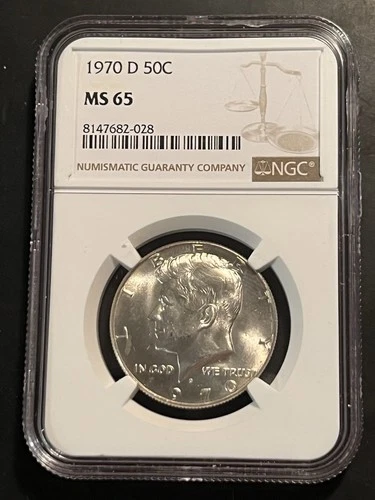 1970 D 50C
MS 65
8147682-028
NUMISMATIC GUARANTY COMPANY
NGC®
LIBERTY
IN GOD WE TRUST
D
1970